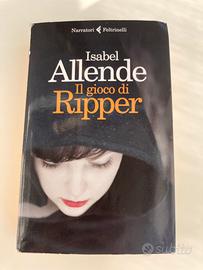 Narratori Feltrinelli
Isabel
Allende
Il gioco di
Ripper
subito